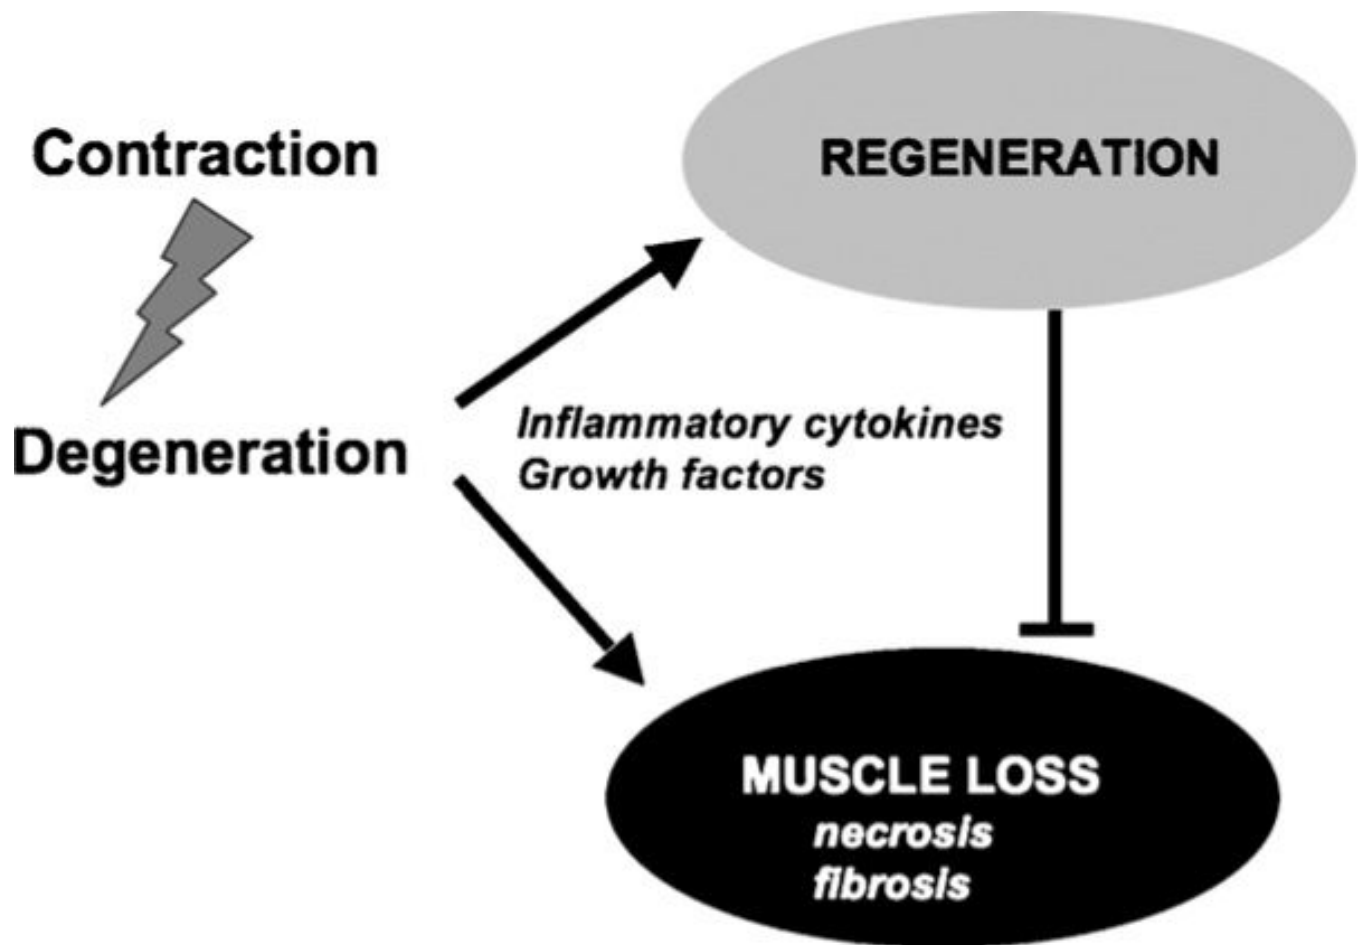 Contraction
REGENERATION
Degeneration
Inflammatory cytokines
Growth factors
MUSCLE LOSS
necrosis
fibrosis